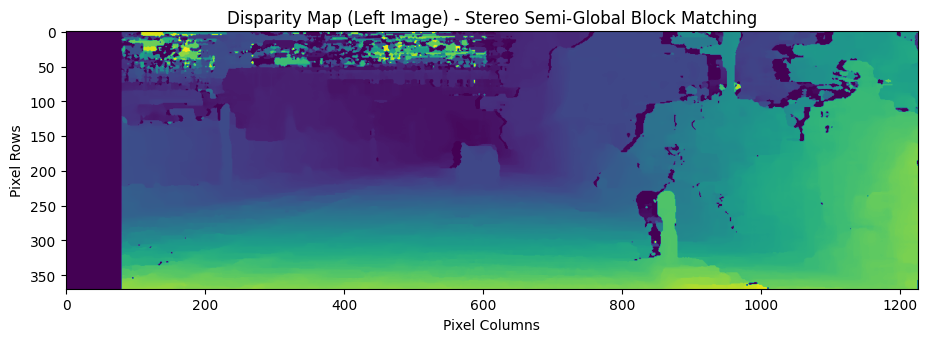 Disparity Map (Left Image) - Stereo Semi-Global Block Matching
0
50
100
150
200
250
300
350
Pixel Rows
0 200 400 600 800 1000 1200
Pixel Columns